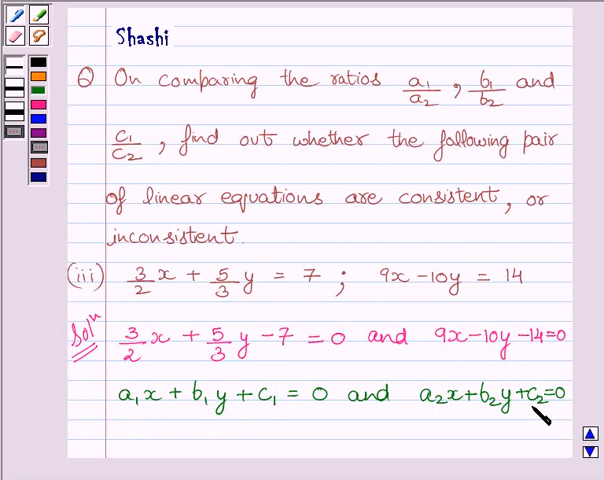 Shashi
Q On comparing the ratios a₁/a₂ , b₁/b₂ and
c₁/c₂ , find out whether the following pair
of linear equations are consistent, or
inconsistent.
(iii) 3/2 x + 5/3 y = 7 ; 9x - 10y = 14
Solⁿ 3/2 x + 5/3 y - 7 = 0 and 9x - 10y - 14 = 0
a₁x + b₁y + c₁ = 0 and a₂x + b₂y + c₂ = 0